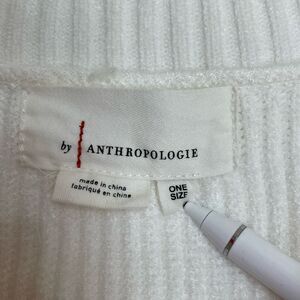 by ANTHROPOLOGIE
made in china
fabriqué en chine
ONE
SIZE